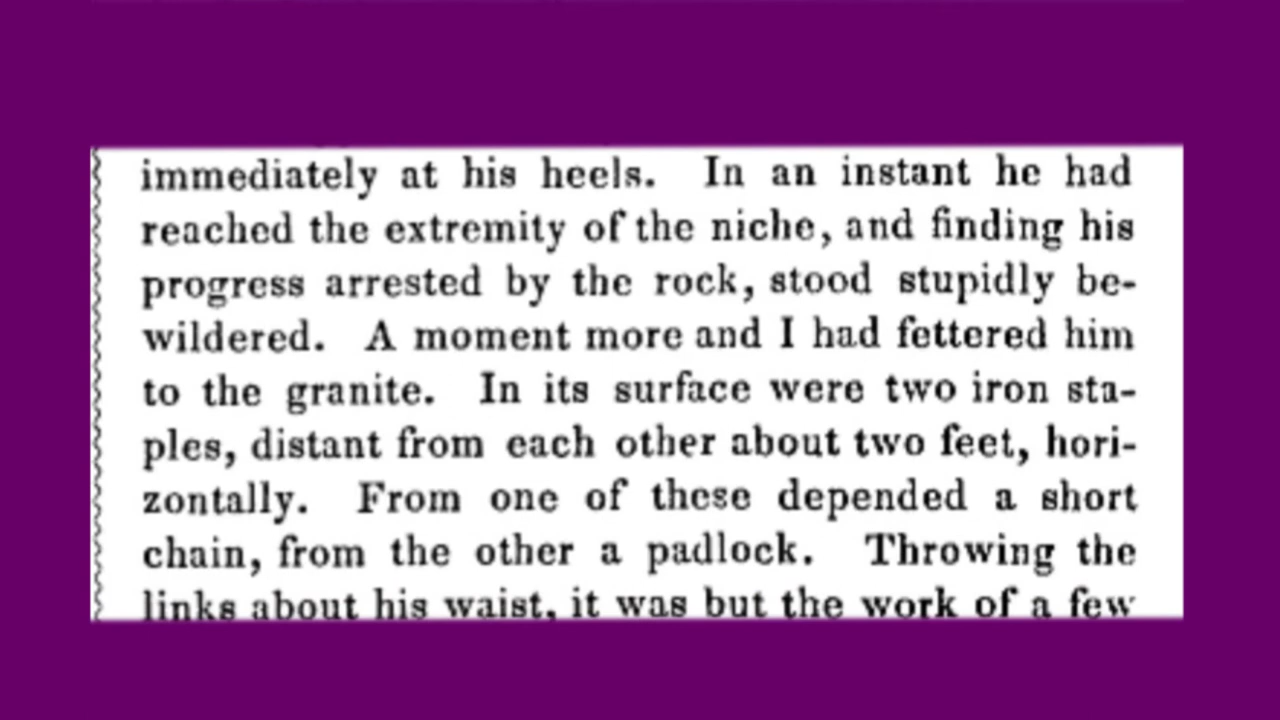 immediately at his heels. In an instant he had
reached the extremity of the niche, and finding his
progress arrested by the rock, stood stupidly be-
wildered. A moment more and I had fettered him
to the granite. In its surface were two iron sta-
ples, distant from each other about two feet, hori-
zontally. From one of these depended a short
chain, from the other a padlock. Throwing the
links about his waist, it was but the work of a few